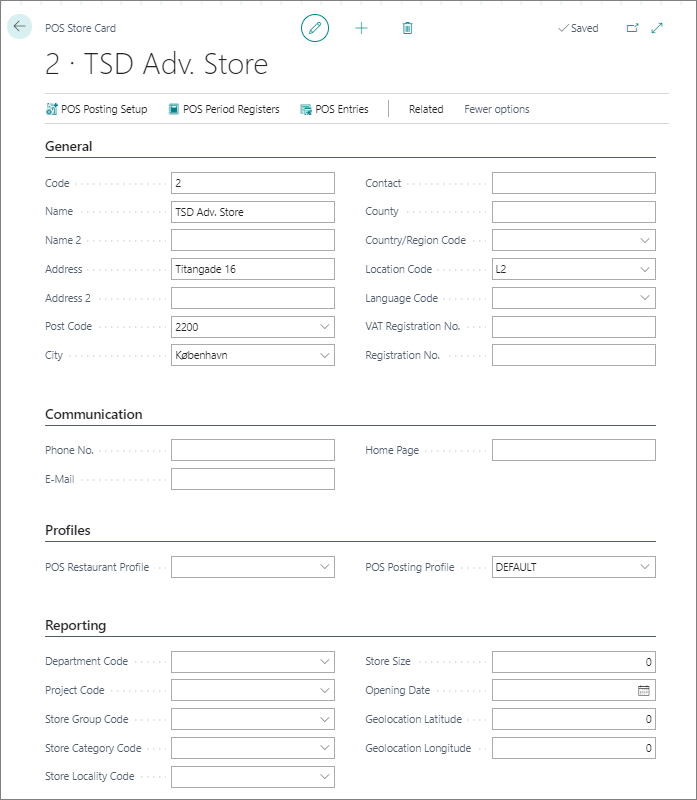 POS Store Card
Saved
2 · TSD Adv. Store
POS Posting Setup POS Period Registers POS Entries Related Fewer options
General
Code 2
Name TSD Adv. Store
Name 2
Address Titangade 16
Address 2
Post Code 2200
City København
Contact
County
Country/Region Code
Location Code L2
Language Code
VAT Registration No.
Registration No.
Communication
Phone No.
E-Mail
Home Page
Profiles
POS Restaurant Profile
POS Posting Profile DEFAULT
Reporting
Department Code
Project Code
Store Group Code
Store Category Code
Store Locality Code
Store Size 0
Opening Date
Geolocation Latitude 0
Geolocation Longitude 0